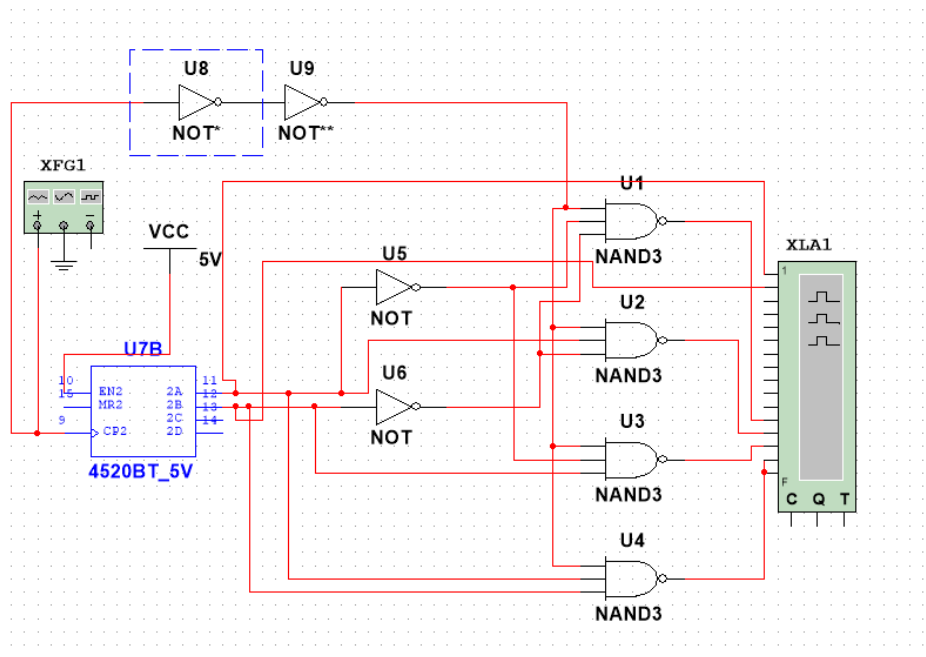 U8
U9
NOT*
NOT**
XFG1
+
−
U1
VCC
5V
NAND3
XLA1
U5
1
NOT
U2
U7B
U6
NAND3
10
11
EN2
2A
12
15
MR2
2B
13
2C
14
9
CP2
2D
NOT
U3
4520BT_5V
F
C Q T
NAND3
U4
NAND3